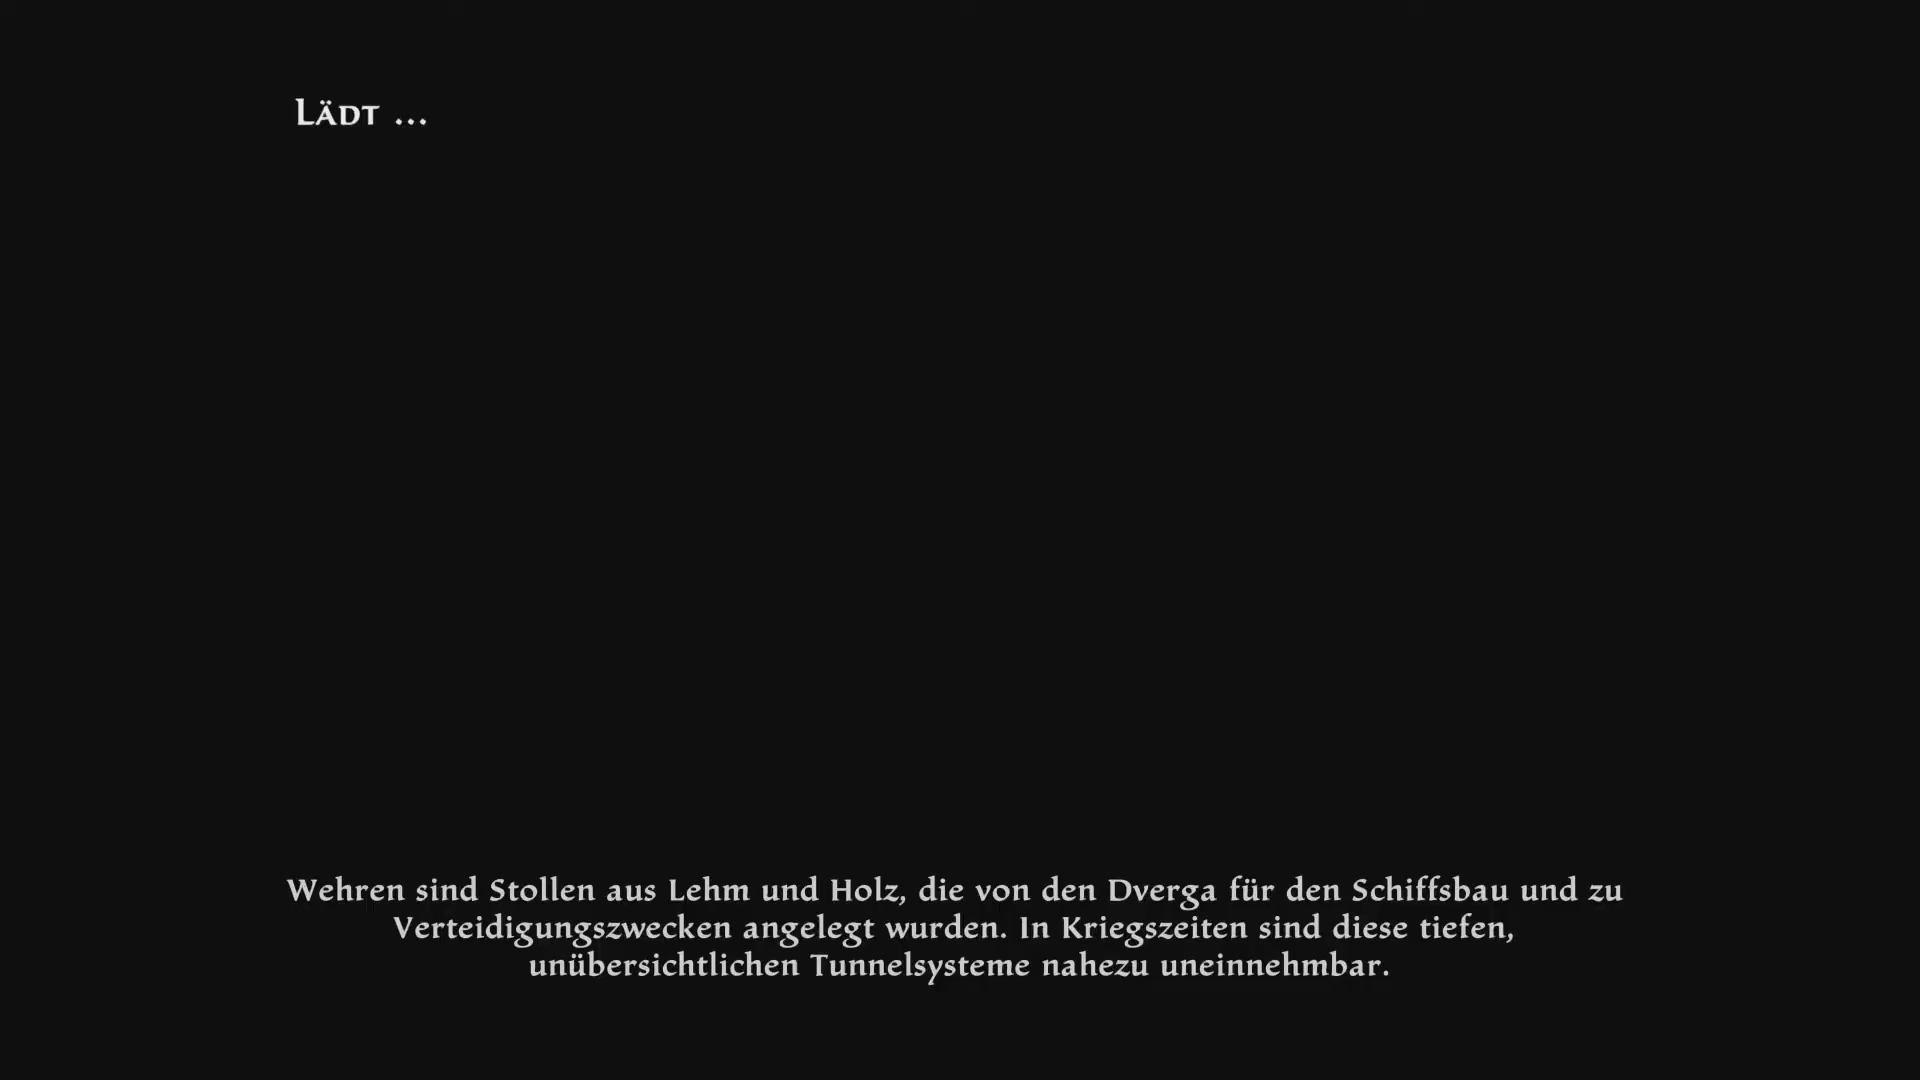 Lädt ...
Wehren sind Stollen aus Lehm und Holz, die von den Dverga für den Schiffsbau und zu
Verteidigungszwecken angelegt wurden. In Kriegszeiten sind diese tiefen,
unübersichtlichen Tunnelsysteme nahezu uneinnehmbar.